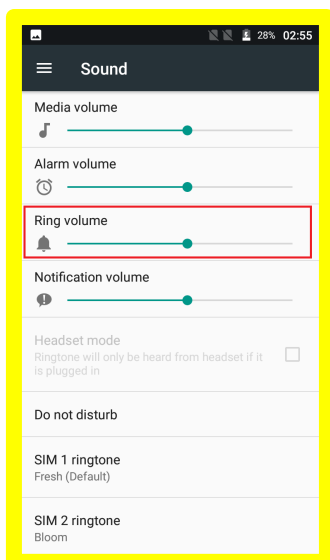 28% 02:55
Sound
Media volume
Alarm volume
Ring volume
Notification volume
Headset mode
Ringtone will only be heard from headset if it
is plugged in
Do not disturb
SIM 1 ringtone
Fresh (Default)
SIM 2 ringtone
Bloom